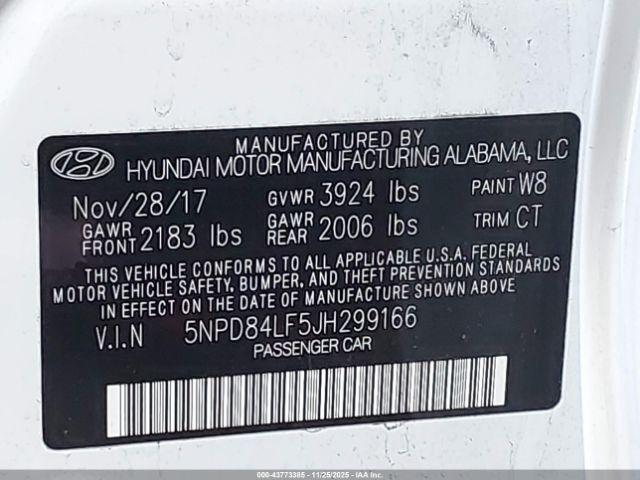 MANUFACTURED BY
HYUNDAI MOTOR MANUFACTURING ALABAMA, LLC
Nov/28/17 GVWR 3924 lbs PAINT W8
GAWR FRONT 2183 lbs GAWR REAR 2006 lbs TRIM CT
THIS VEHICLE CONFORMS TO ALL APPLICABLE U.S.A. FEDERAL
MOTOR VEHICLE SAFETY, BUMPER, AND THEFT PREVENTION STANDARDS
IN EFFECT ON THE DATE OF MANUFACTURE SHOWN ABOVE
V.I.N 5NPD84LF5JH299166
PASSENGER CAR
000-43773385 - 11/25/2025 - IAAI.COM